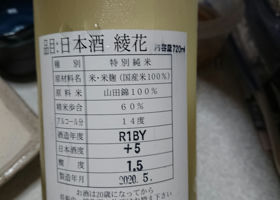 品目:日本酒 綾花 内容量720ml
種別 特別純米
原材料名 米・米麹(国産米100%)
原料米 山田錦100%
精米歩合 60%
アルコール分 14度
酒造年度 R1BY
日本酒度 +5
酸度 1.5
製造年月 2020.5.
お酒は20歳になってから